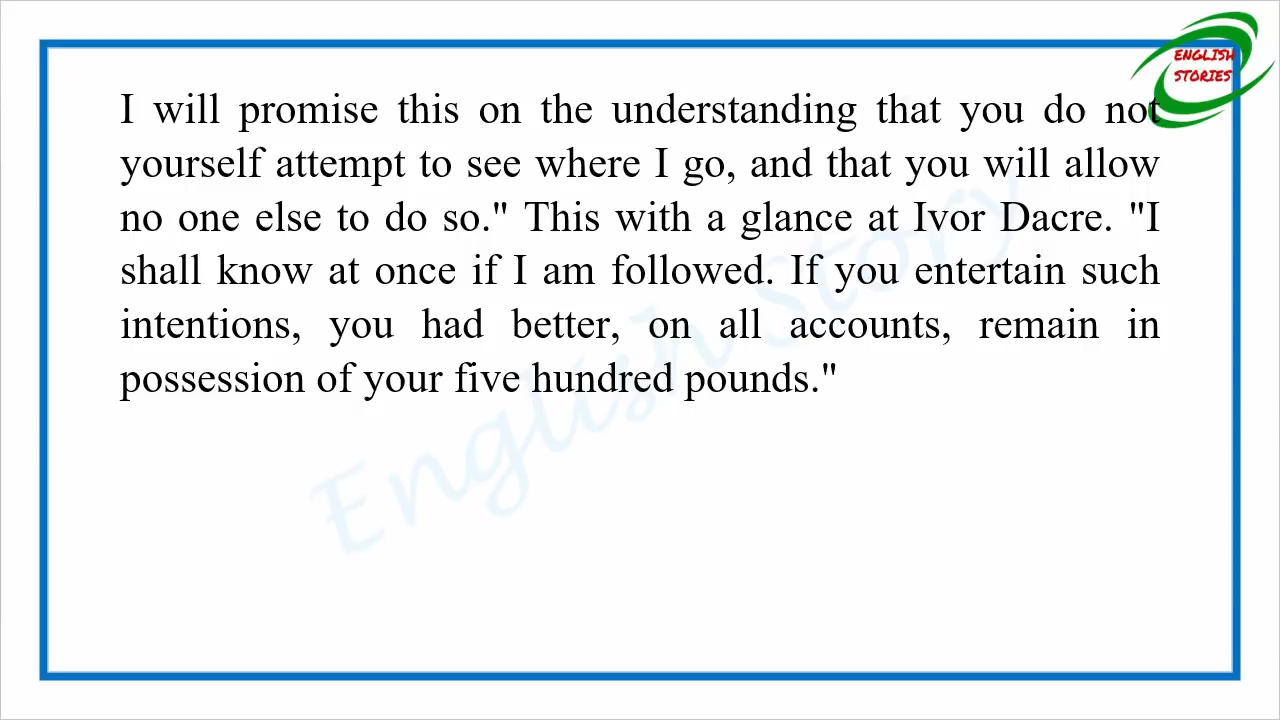 ENGLISH
STORIES
I will promise this on the understanding that you do not
yourself attempt to see where I go, and that you will allow
no one else to do so." This with a glance at Ivor Dacre. "I
shall know at once if I am followed. If you entertain such
intentions, you had better, on all accounts, remain in
possession of your five hundred pounds."
English Story